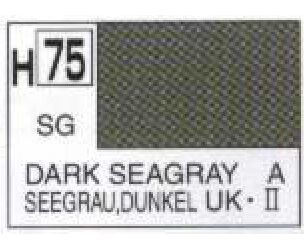 H 75
SG
DARK SEAGRAY A
SEEGRAU,DUNKEL UK・II